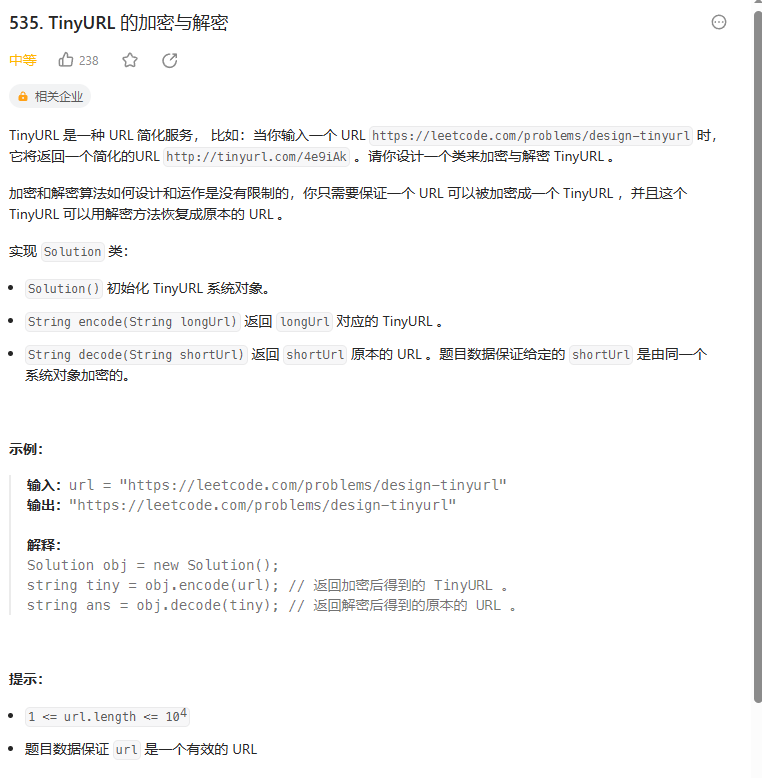 535. TinyURL 的加密与解密
中等 238
相关企业
TinyURL 是一种 URL 简化服务， 比如：当你输入一个 URL https://leetcode.com/problems/design-tinyurl 时，
它将返回一个简化的URL http://tinyurl.com/4e9iAk 。请你设计一个类来加密与解密 TinyURL 。
加密和解密算法如何设计和运作是没有限制的，你只需要保证一个 URL 可以被加密成一个 TinyURL ，并且这个
TinyURL 可以用解密方法恢复成原本的 URL 。
实现 Solution 类：
• Solution() 初始化 TinyURL 系统对象。
• String encode(String longUrl) 返回 longUrl 对应的 TinyURL 。
• String decode(String shortUrl) 返回 shortUrl 原本的 URL 。题目数据保证给定的 shortUrl 是由同一个
系统对象加密的。
示例：
输入：url = "https://leetcode.com/problems/design-tinyurl"
输出："https://leetcode.com/problems/design-tinyurl"
解释：
Solution obj = new Solution();
string tiny = obj.encode(url); // 返回加密后得到的 TinyURL 。
string ans = obj.decode(tiny); // 返回解密后得到的原本的 URL 。
提示：
• 1 <= url.length <= 10⁴
• 题目数据保证 url 是一个有效的 URL